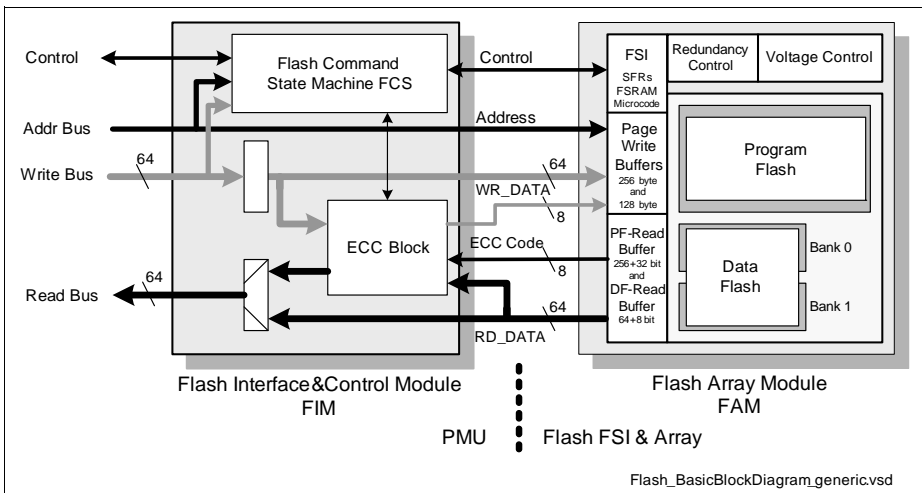 Control
Addr Bus
Write Bus
64
Read Bus
64
Flash Command
State Machine FCS
ECC Block
Control
Address
64
WR_DATA
8
ECC Code
8
64
RD_DATA
FSI
SFRs
FSRAM
Microcode
Redundancy
Control
Voltage Control
Page
Write
Buffers
256 byte
and
128 byte
PF-Read
Buffer
256+32 bit
and
DF-Read
Buffer
64+8 bit
Program
Flash
Data
Flash
Bank 0
Bank 1
Flash Interface&Control Module
FIM
Flash Array Module
FAM
PMU
Flash FSI & Array
Flash_BasicBlockDiagram_generic.vsd